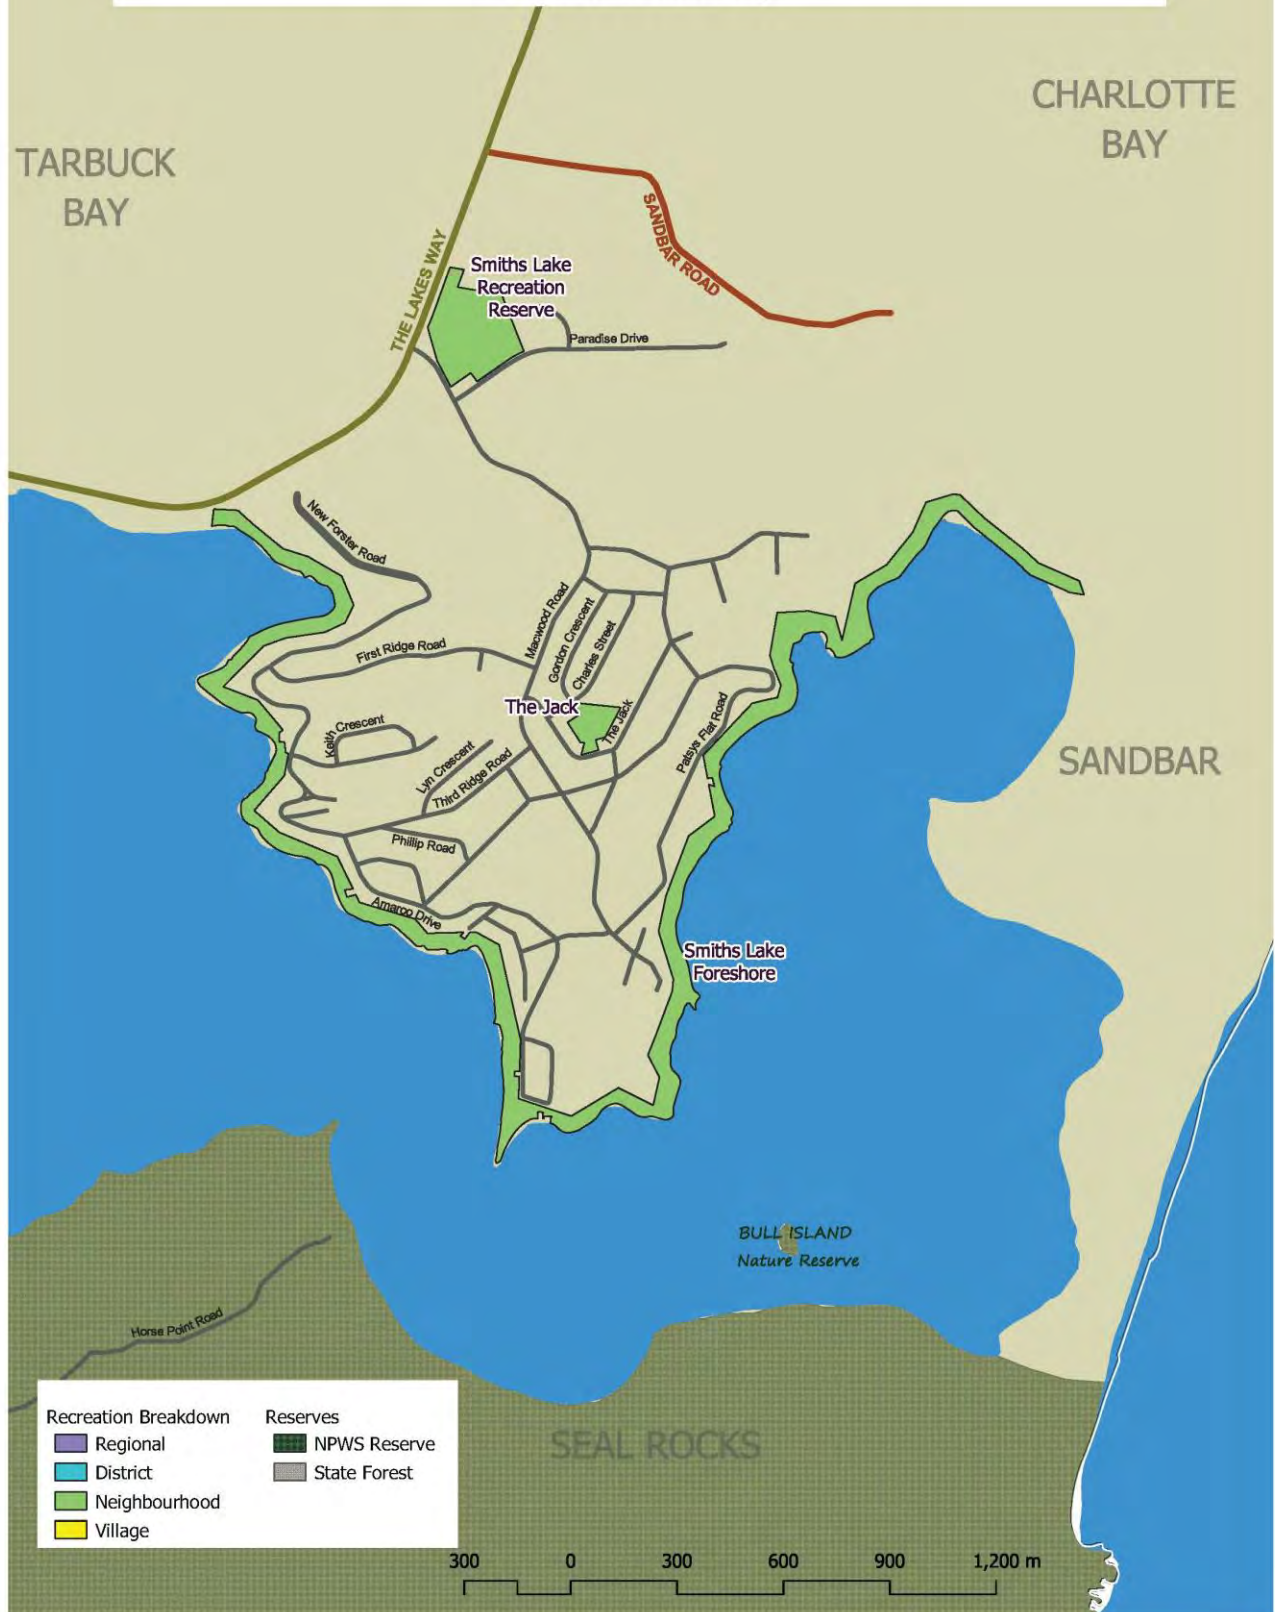 CHARLOTTE
BAY
TARBUCK
BAY
SANDBAR ROAD
THE LAKES WAY
Smiths Lake
Recreation
Reserve
Paradise Drive
New Forster Road
Macwood Road
Gordon Crescent
Charles Street
First Ridge Road
The Jack
The Jack
Patsys Flat Road
Keith Crescent
Lyn Crescent
Third Ridge Road
SANDBAR
Phillip Road
Amaroo Drive
Smiths Lake
Foreshore
BULL ISLAND
Nature Reserve
Horse Point Road
SEAL ROCKS
Recreation Breakdown
Regional
District
Neighbourhood
Village
Reserves
NPWS Reserve
State Forest
300 0 300 600 900 1,200 m